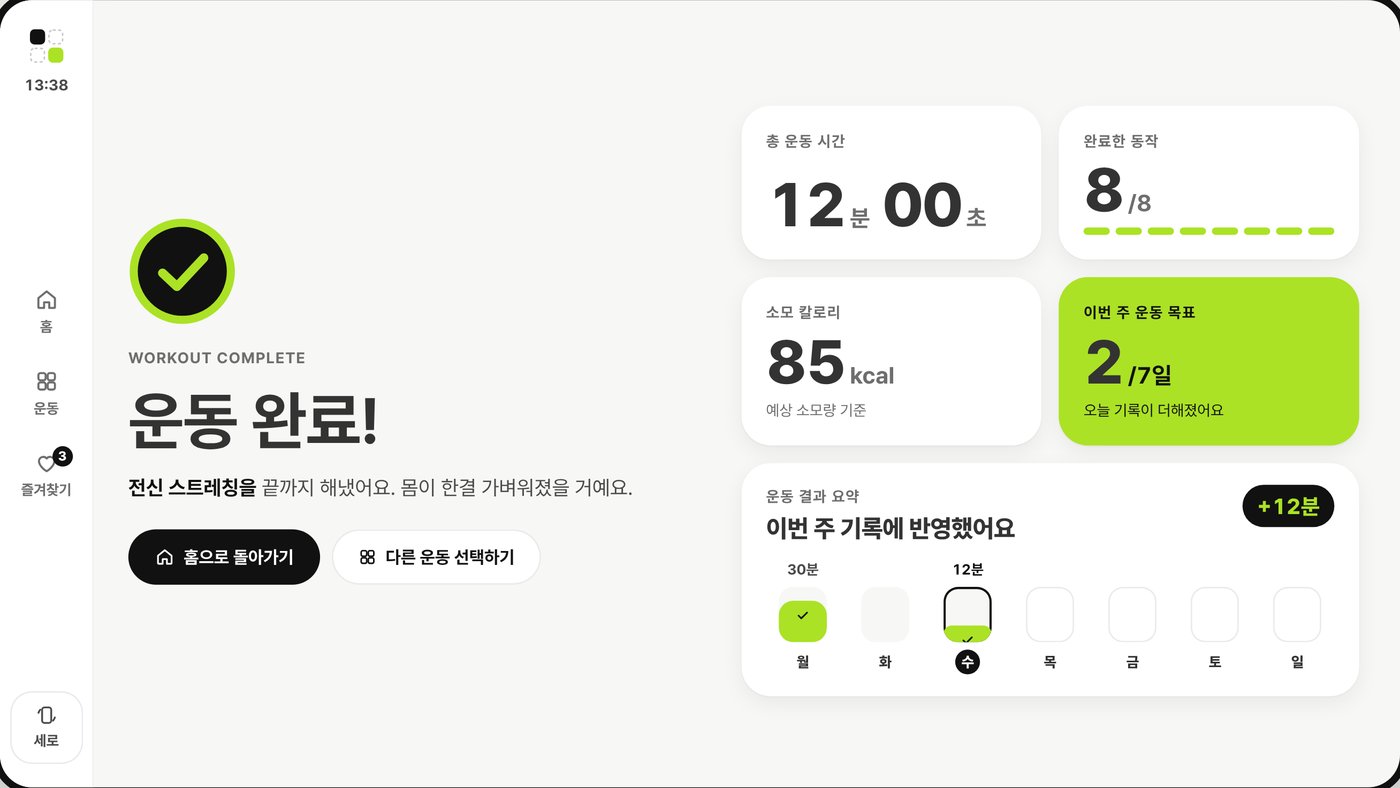 13:38
홈
운동
3
즐겨찾기
세로
WORKOUT COMPLETE
운동 완료!
전신 스트레칭을 끝까지 해냈어요. 몸이 한결 가벼워졌을 거예요.
홈으로 돌아가기
다른 운동 선택하기
총 운동 시간
12분 00초
완료한 동작
8/8
소모 칼로리
85 kcal
예상 소모량 기준
이번 주 운동 목표
2/7일
오늘 기록이 더해졌어요
운동 결과 요약
이번 주 기록에 반영했어요
+12분
30분 12분
월 화 수 목 금 토 일